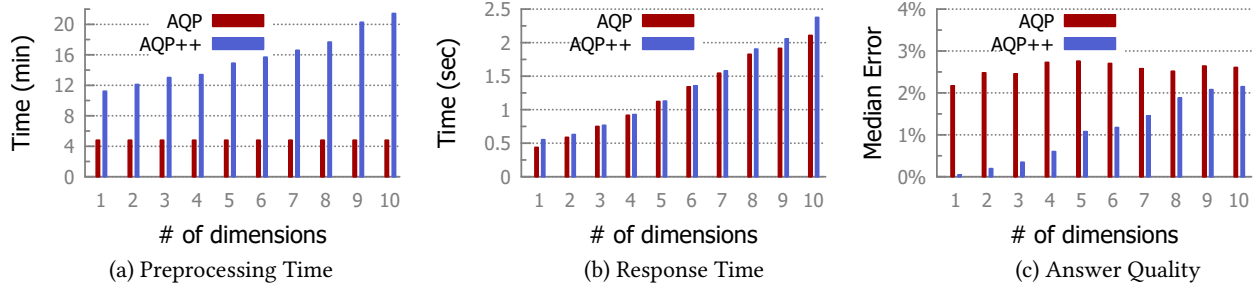 20
16
12
8
4
0
Time (min)
AQP
AQP++
1 2 3 4 5 6 7 8 9 10
# of dimensions
(a) Preprocessing Time
2.5
2
1.5
1
0.5
0
Time (sec)
AQP
AQP++
1 2 3 4 5 6 7 8 9 10
# of dimensions
(b) Response Time
4%
3%
2%
1%
0%
Median Error
AQP
AQP++
1 2 3 4 5 6 7 8 9 10
# of dimensions
(c) Answer Quality